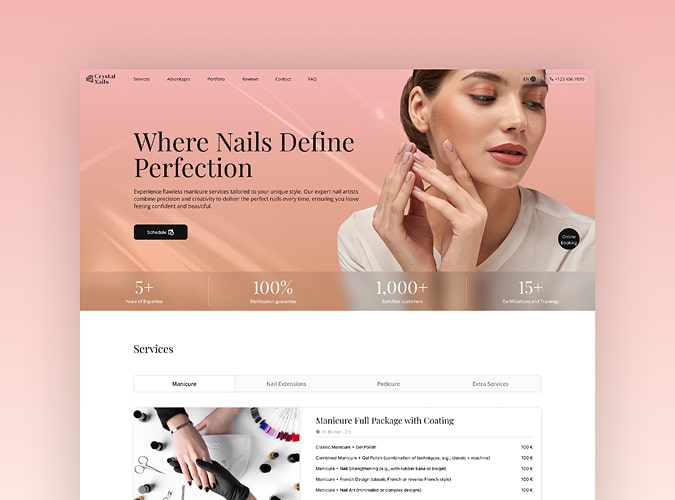 Crystal
Nails
Services
Advantages
Portfolio
Reviews
Contact
FAQ
EN
+123 456 7890
Where Nails Define
Perfection
Experience flawless manicure services tailored to your unique style. Our expert nail artists
combine precision and creativity to deliver the perfect nails every time, ensuring you leave
feeling confident and beautiful.
Schedule
Online
Booking
5+
Years of Expertise
100%
Sterilization guarantee
1,000+
Satisfied customers
15+
Certifications and Trainings
Services
Manicure
Nail Extensions
Pedicure
Extra Services
Manicure Full Package with Coating
Classic Manicure + Gel Polish 100 €
Combined Manicure + Gel Polish (combination of techniques, e.g., classic + machine) 100 €
Manicure + Nail Strengthening (e.g., with rubber base or biogel) 100 €
Manicure + French Design (classic French or reverse French style) 100 €
Manicure + Nail Art (minimalist or complex designs) 100 €